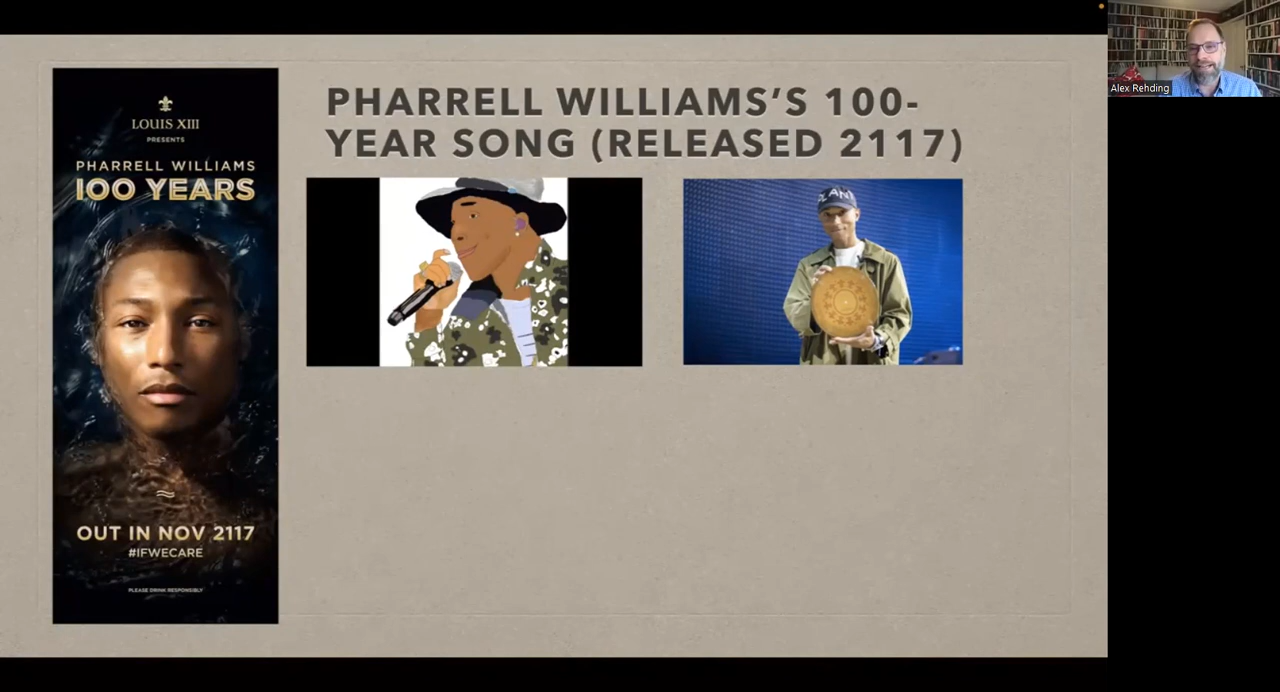 LOUIS XIII
PRESENTS
PHARRELL WILLIAMS
100 YEARS
OUT IN NOV 2117
#IFWECARE
PLEASE DRINK RESPONSIBLY
PHARRELL WILLIAMS’S 100-
YEAR SONG (RELEASED 2117)
Alex Rehding